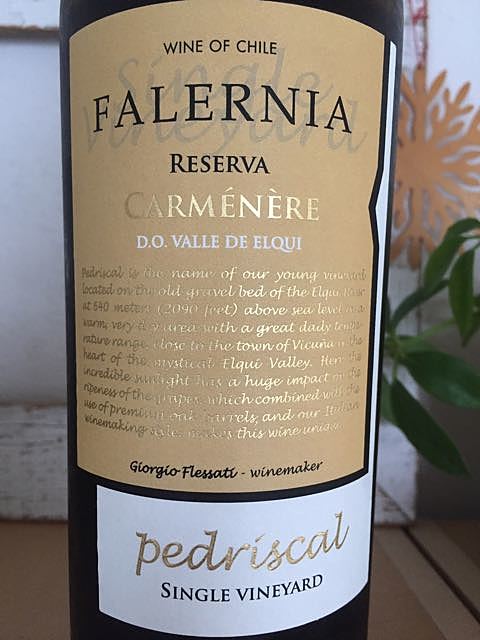 WINE OF CHILE
Single
Vineyard
FALERNIA
RESERVA
CARMÉNÈRE
D.O. VALLE DE ELQUI
Pedriscal is the name of our young vineyard
located on the old gravel bed of the Elqui River
at 640 meters (2090 feet) above sea level in a
warm, very dry area with a great daily tempe-
rature range, close to the town of Vicuña in the
heart of the mystical Elqui Valley. Here the
incredible sunlight has a huge impact on the
ripeness of the grapes, which combined with the
use of premium oak barrels, and our Italian
winemaking style, makes this wine unique.
Giorgio Flessati - winemaker
pedriscal
SINGLE VINEYARD